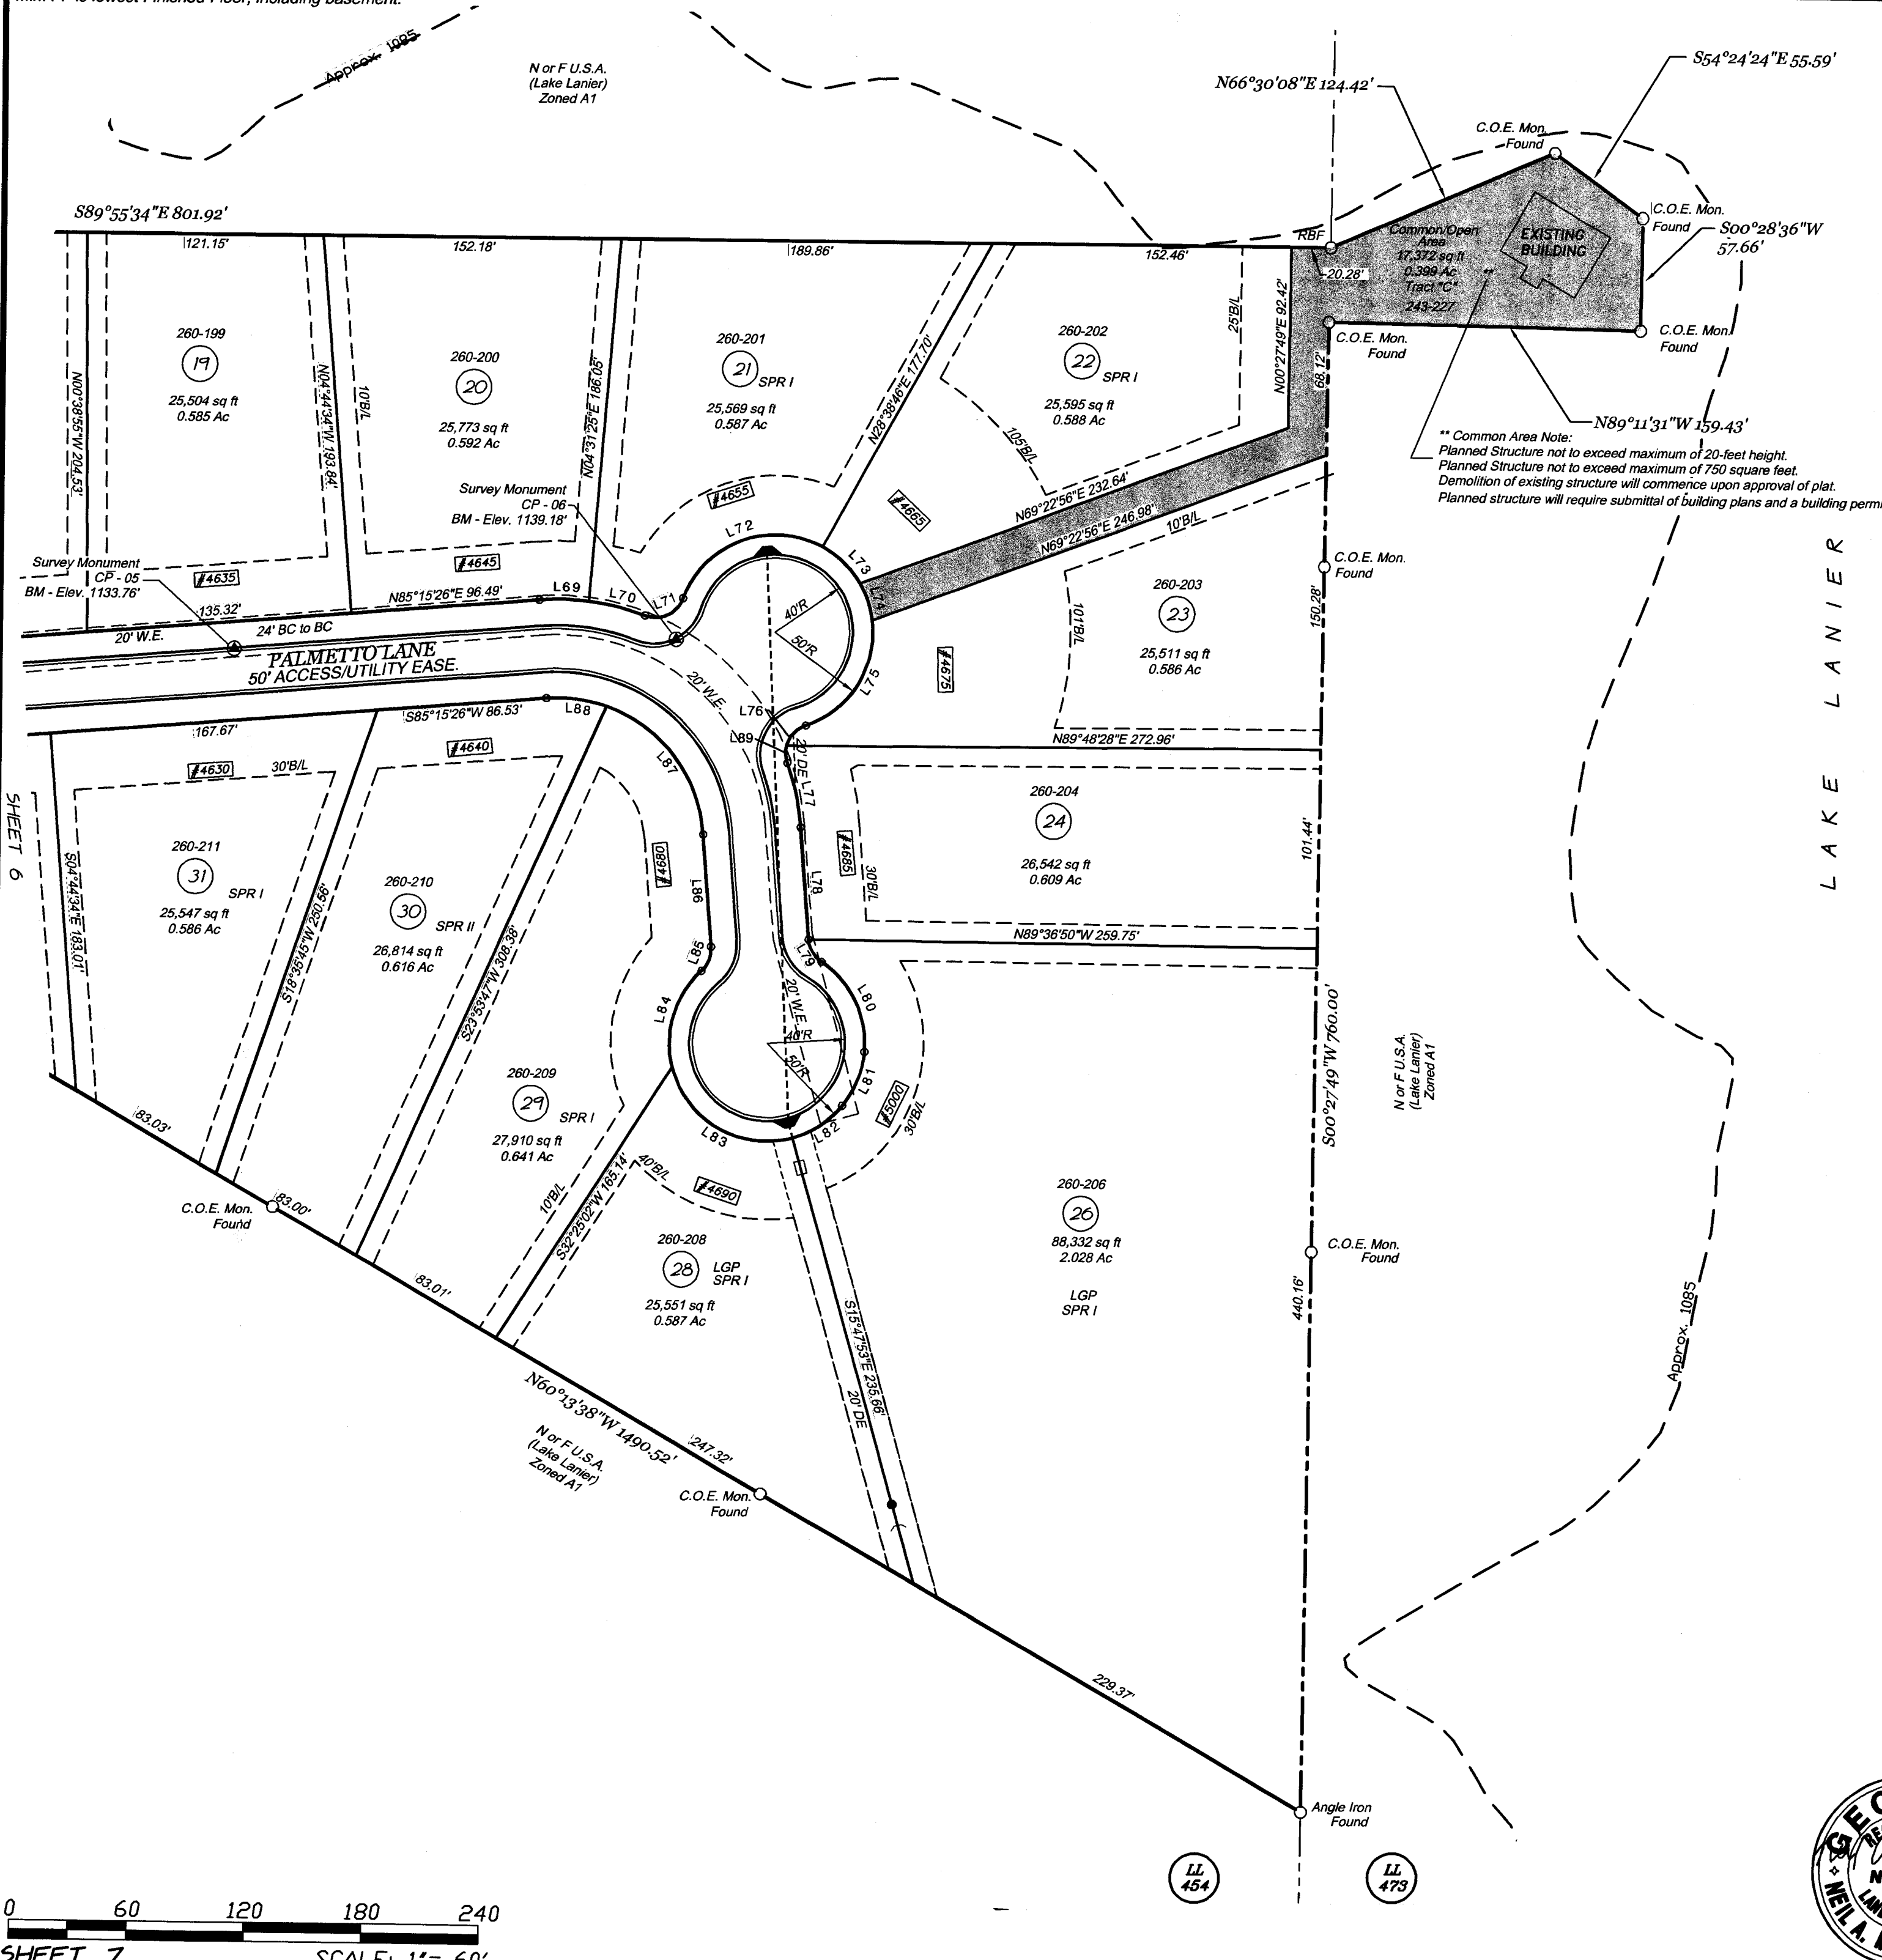 Approx. 1085
N or F U.S.A.
(Lake Lanier)
Zoned A1
N66°30'08"E 124.42'
S54°24'24"E 55.59'
C.O.E. Mon.
Found
C.O.E. Mon.
Found
S00°28'36"W
57.66'
S89°55'34"E 801.92'
121.15'
152.18'
189.86'
152.46'
RBF
20.28'
Common/Open
Area
17,372 sq ft
0.399 Ac
Tract "C"
243-227
**
EXISTING
BUILDING
C.O.E. Mon.
Found
C.O.E. Mon.
Found
N89°11'31"W 159.43'
** Common Area Note:
Planned Structure not to exceed maximum of 20-feet height.
Planned Structure not to exceed maximum of 750 square feet.
Demolition of existing structure will commence upon approval of plat.
Planned structure will require submittal of building plans and a building
N00°38'55"W 204.53'
260-199
19
25,504 sq ft
0.585 Ac
N04°44'34"W 193.84'
10'B/L
260-200
20
25,773 sq ft
0.592 Ac
N04°31'25"E 186.05'
260-201
21
SPR I
25,569 sq ft
0.587 Ac
N28°38'46"E 177.70'
260-202
22
SPR I
25,595 sq ft
0.588 Ac
25'B/L
105'B/L
N00°27'49"E 92.42'
68.12'
Survey Monument
CP - 06
BM - Elev. 1139.18'
Survey Monument
CP - 05
BM - Elev. 1133.76'
#4635
#4645
#4655
#4665
N69°22'56"E 232.64'
N69°22'56"E 246.98'
10'B/L
C.O.E. Mon.
Found
135.32'
N85°15'26"E 96.49'
L69
L70
L71
L72
L73
L74
L75
L76
40'R
50'R
20' W.E.
24' BC to BC
PALMETTO LANE
50' ACCESS/UTILITY EASE.
20' W.E.
101'B/L
260-203
23
25,511 sq ft
0.586 Ac
150.28'
#4675
LAKE LANIER
167.67'
S85°15'26"W 86.53'
L88
L87
L89
20' DE
L77
N89°48'28"E 272.96'
#4630
30'B/L
#4640
SHEET 6
S04°44'34"E 183.01'
260-211
31
SPR I
25,547 sq ft
0.586 Ac
S18°35'45"W 250.56'
260-210
30
SPR II
26,814 sq ft
0.616 Ac
S23°53'47"W 308.38'
#4680
L86
L85
L84
L78
#4685
30'B/L
260-204
24
26,542 sq ft
0.609 Ac
101.44'
N89°36'50"W 259.75'
L79
L80
20' W.E.
40'R
50'R
L81
L82
L83
#5000
30'B/L
S00°27'49"W 760.00'
N or F U.S.A.
(Lake Lanier)
Zoned A1
260-209
29
SPR I
27,910 sq ft
0.641 Ac
83.03'
C.O.E. Mon.
Found
83.00'
10'B/L
S32°25'02"W 165.14'
40'B/L
#4690
260-208
28
LGP
SPR I
25,551 sq ft
0.587 Ac
260-206
26
88,332 sq ft
2.028 Ac
LGP
SPR I
C.O.E. Mon.
Found
440.16'
83.01'
S15°47'53"E 235.66'
20' DE
Approx. 1085
N60°13'38"W 1490.52'
N or F U.S.A.
(Lake Lanier)
Zoned A1
247.32'
C.O.E. Mon.
Found
229.37'
Angle Iron
Found
LL
454
LL
473
0 60 120 180 240
SHEET 7
SCALE: 1"= 60'
NEIL A.